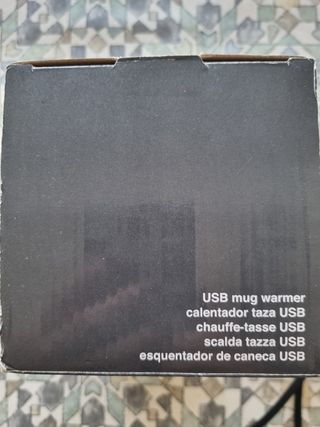 USB mug warmer
calentador taza USB
chauffe-tasse USB
scalda tazza USB
esquentador de caneca USB